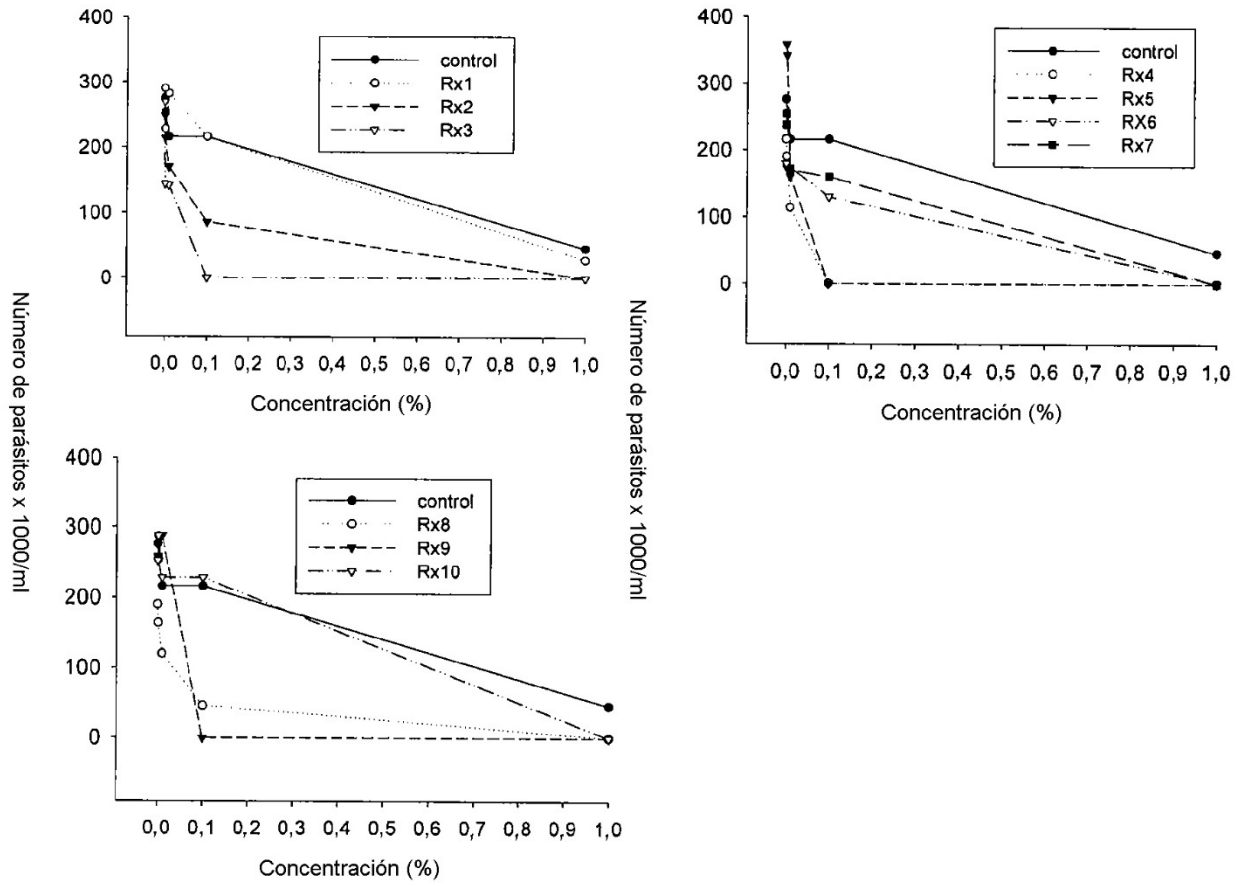 400
300
200
100
0
control
Rx1
Rx2
Rx3
0,0 0,1 0,2 0,3 0,4 0,5 0,6 0,7 0,8 0,9 1,0
Concentración (%)
400
300
200
100
0
control
Rx4
Rx5
RX6
Rx7
0,0 0,1 0,2 0,3 0,4 0,5 0,6 0,7 0,8 0,9 1,0
Concentración (%)
Número de parásitos x 1000/ml
Número de parásitos x 1000/ml
400
300
200
100
0
control
Rx8
Rx9
Rx10
0,0 0,1 0,2 0,3 0,4 0,5 0,6 0,7 0,8 0,9 1,0
Concentración (%)